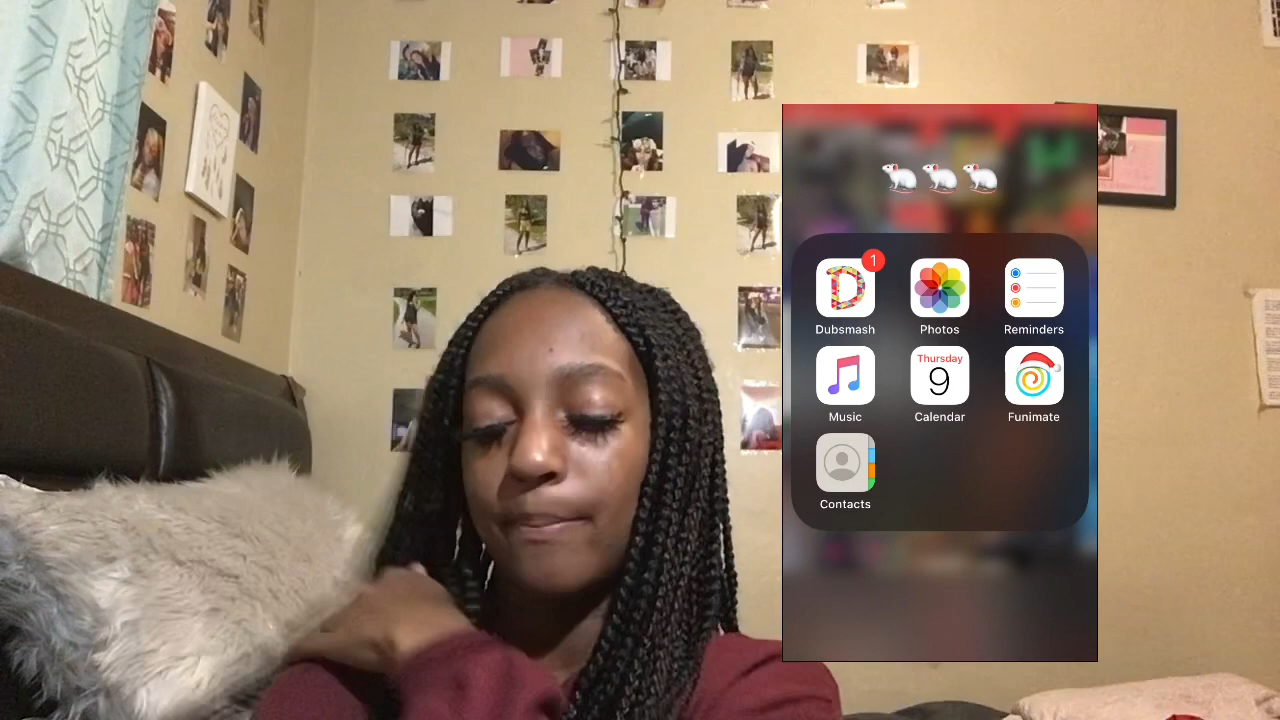 🐁🐁🐁
1
Dubsmash Photos Reminders
Thursday
9
Music Calendar Funimate
Contacts